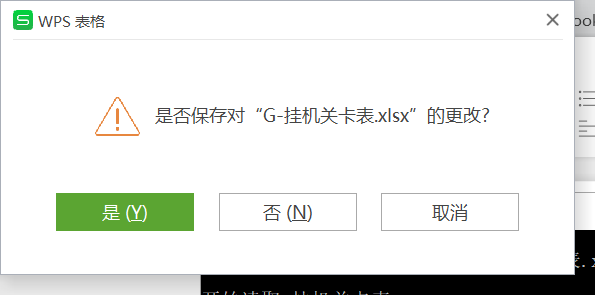 WPS 表格
是否保存对“G-挂机关卡表.xlsx”的更改?
是 (Y)
否 (N)
取消